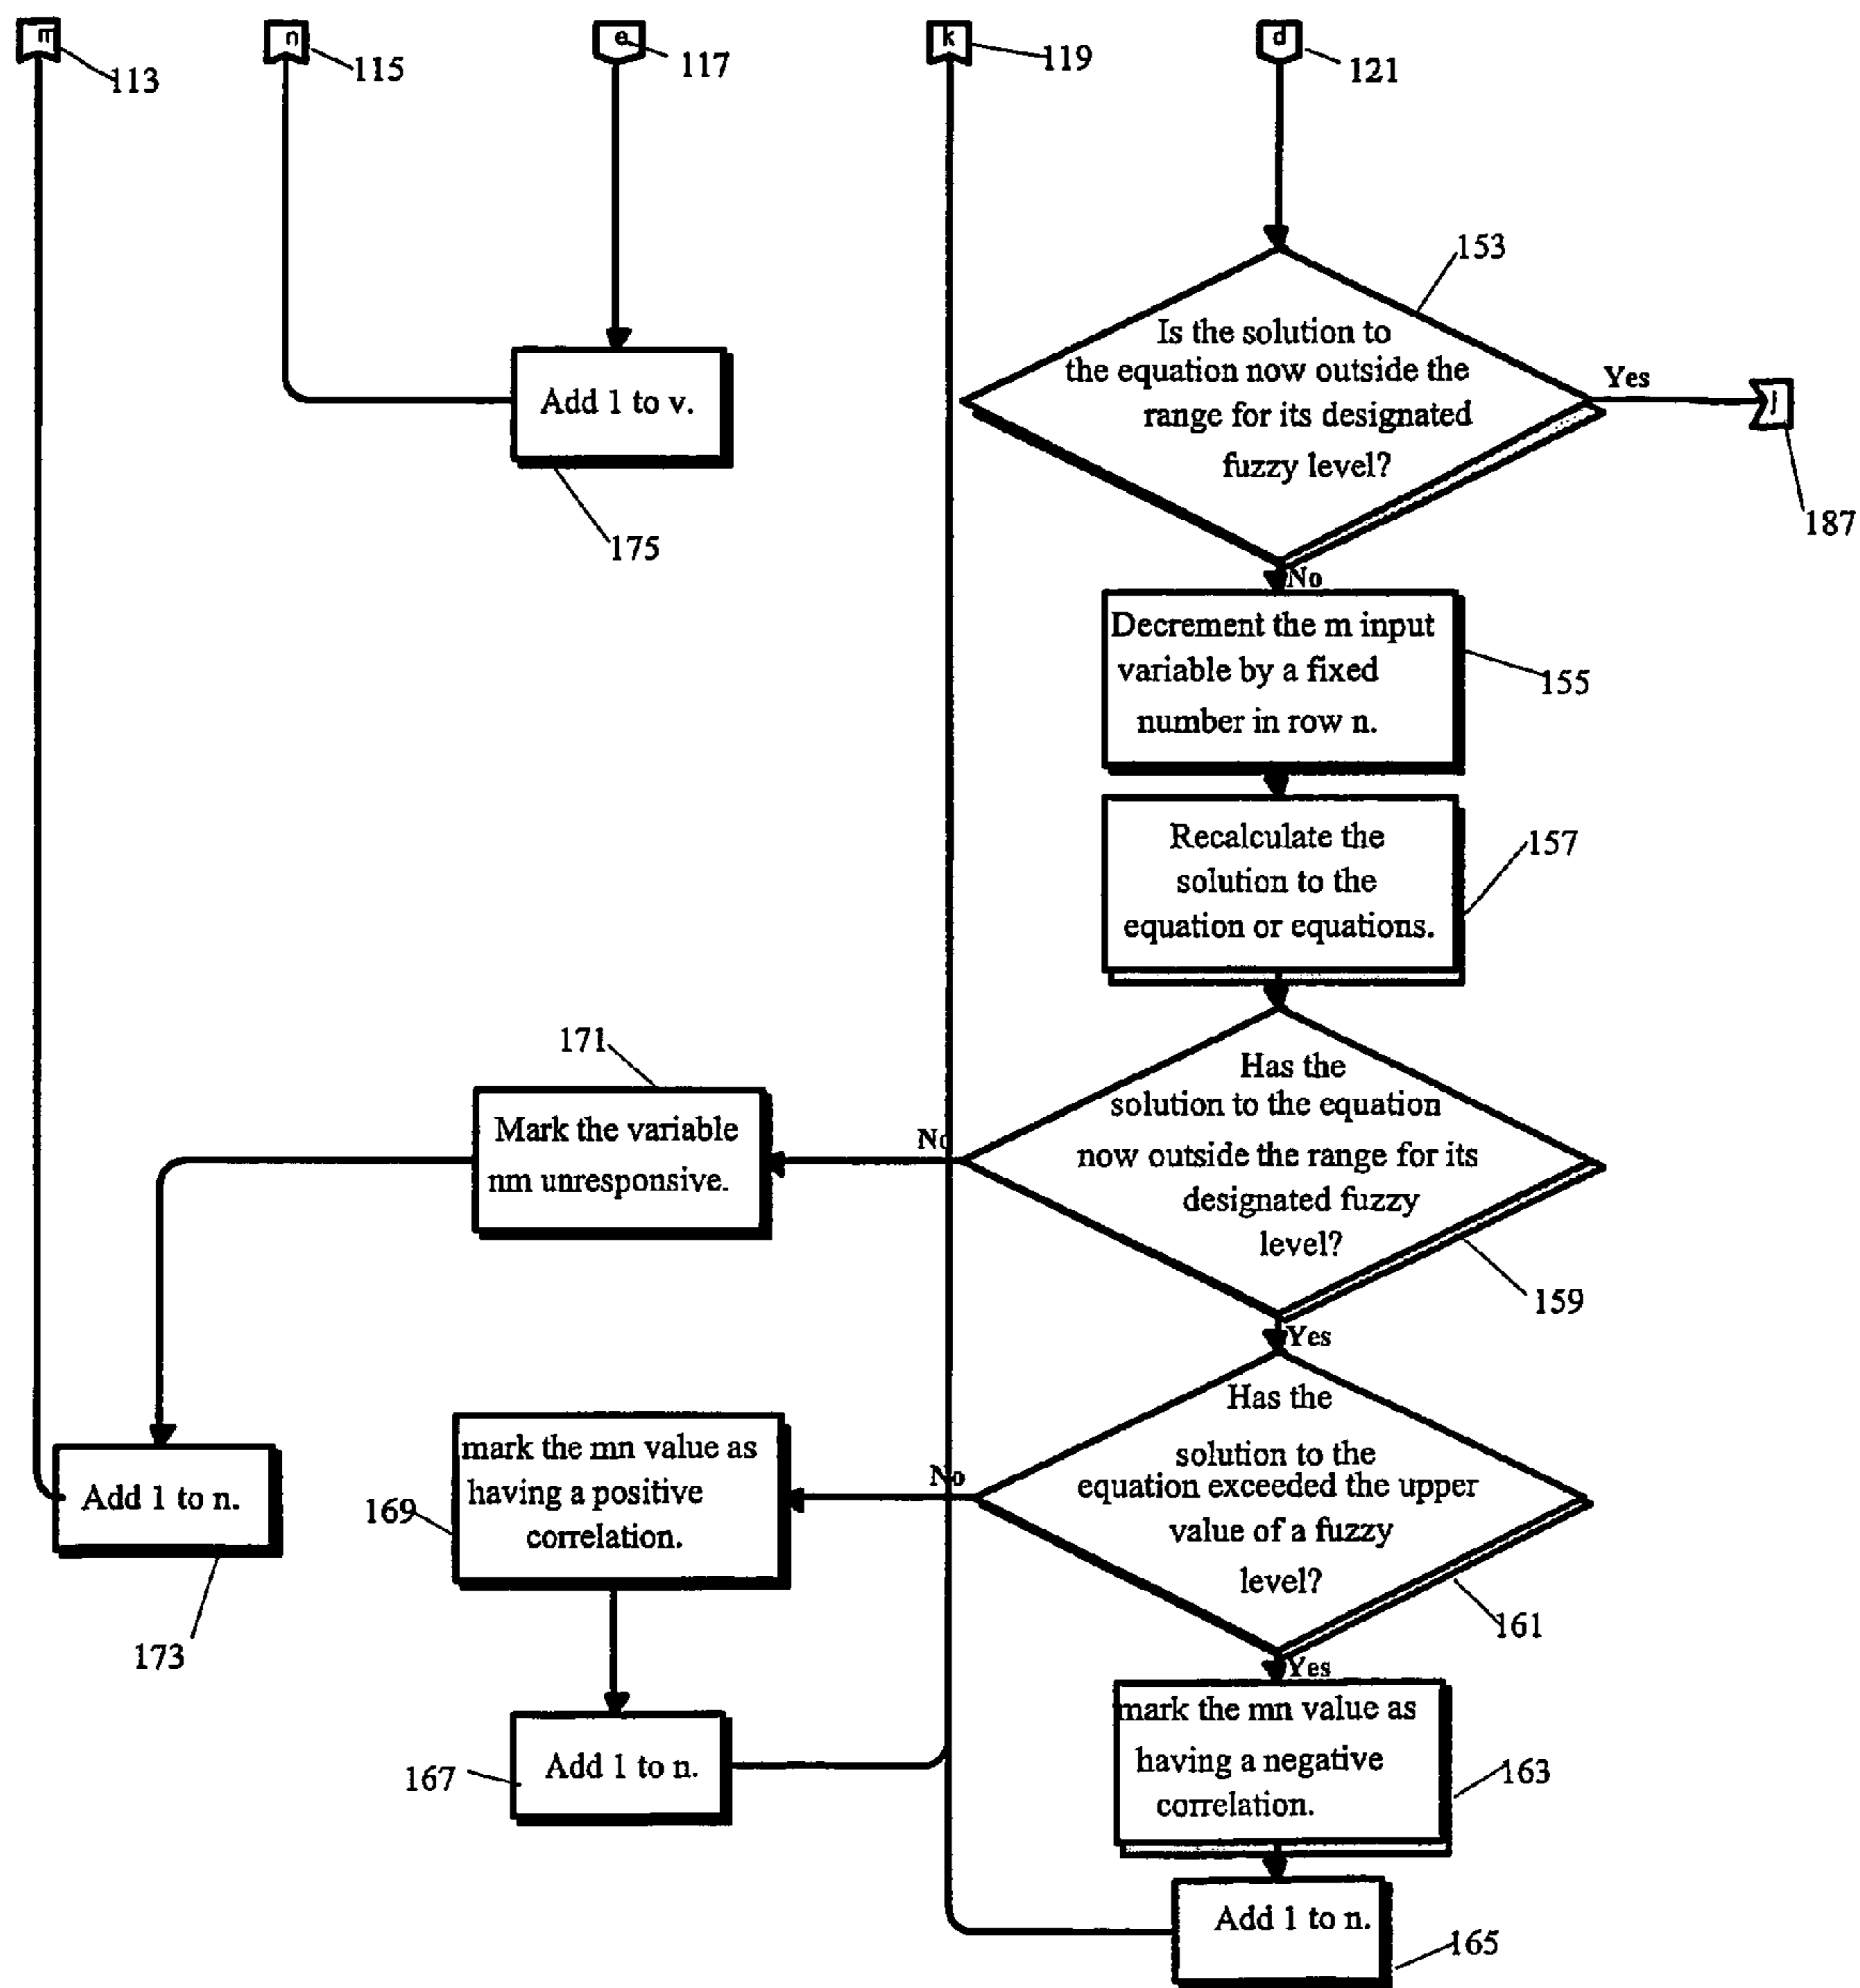 m
n
e
k
d
113
115
117
119
121
153
Is the solution to
the equation now outside the
range for its designated
fuzzy level?
Yes
j
187
No
Add 1 to v.
175
Decrement the m input
variable by a fixed
number in row n.
155
Recalculate the
solution to the
equation or equations.
157
Has the
solution to the equation
now outside the range for its
designated fuzzy
level?
159
No
171
Mark the variable
nm unresponsive.
Yes
Has the
solution to the
equation exceeded the upper
value of a fuzzy
level?
161
No
mark the mn value as
having a positive
correlation.
169
Add 1 to n.
173
Yes
mark the mn value as
having a negative
correlation.
163
Add 1 to n.
167
Add 1 to n.
165